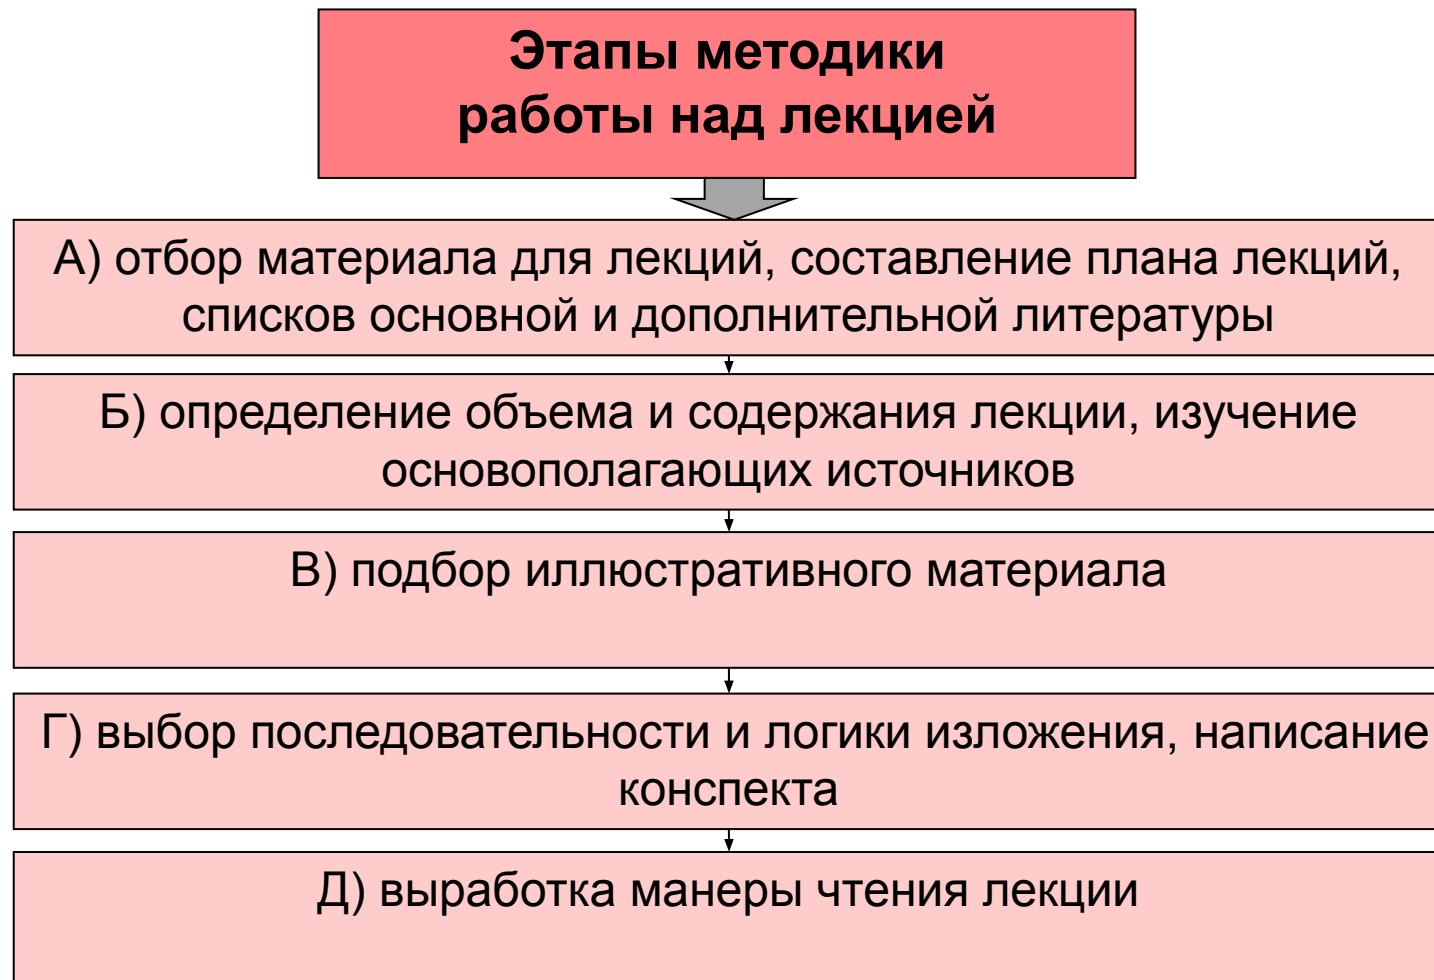 Этапы методики
работы над лекцией
А) отбор материала для лекций, составление плана лекций,
списков основной и дополнительной литературы
Б) определение объема и содержания лекции, изучение
основополагающих источников
В) подбор иллюстративного материала
Г) выбор последовательности и логики изложения, написание
конспекта
Д) выработка манеры чтения лекции